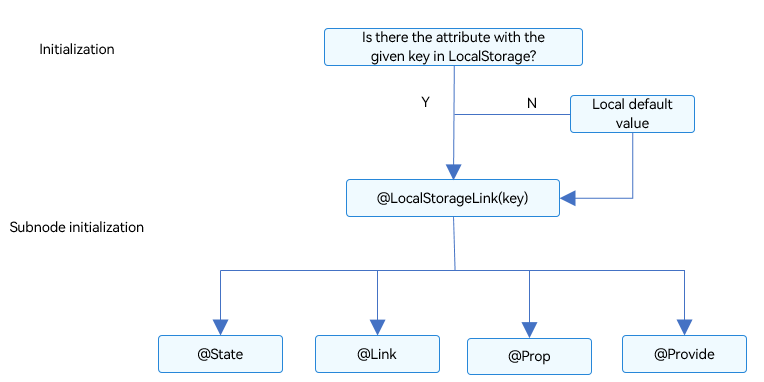 Initialization
Is there the attribute with the
given key in LocalStorage?
Y
N
Local default
value
@LocalStorageLink(key)
Subnode initialization
@State
@Link
@Prop
@Provide